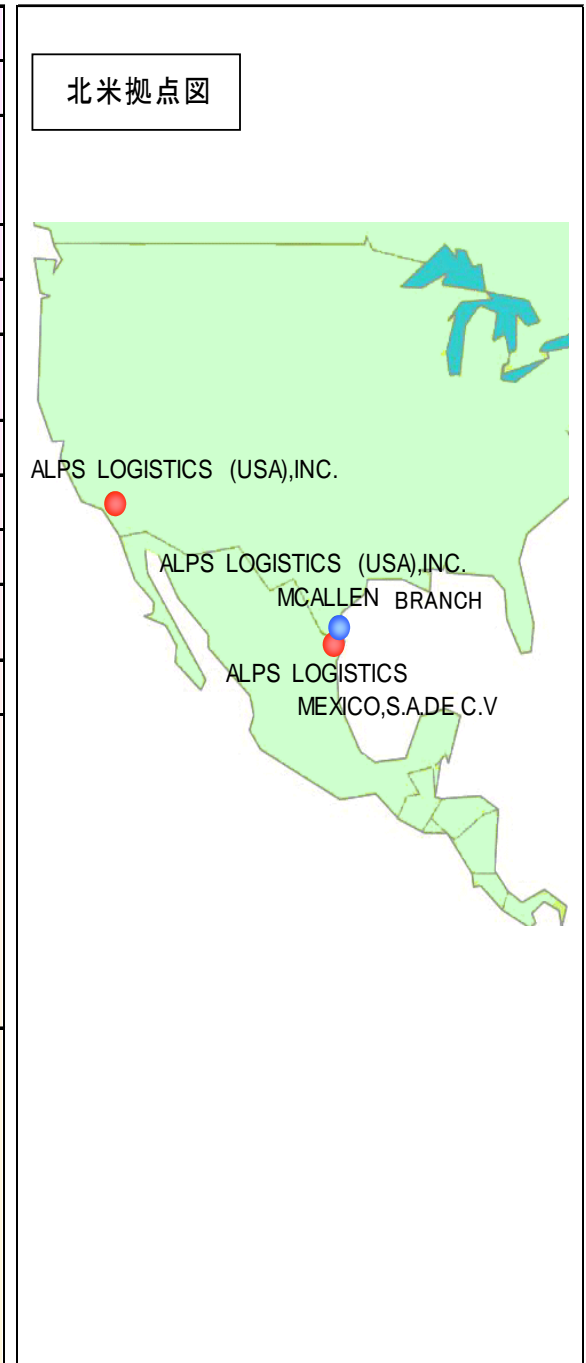 北米拠点図
ALPS LOGISTICS (USA),INC.
ALPS LOGISTICS (USA),INC.
MCALLEN BRANCH
ALPS LOGISTICS
MEXICO,S.A.DE C.V